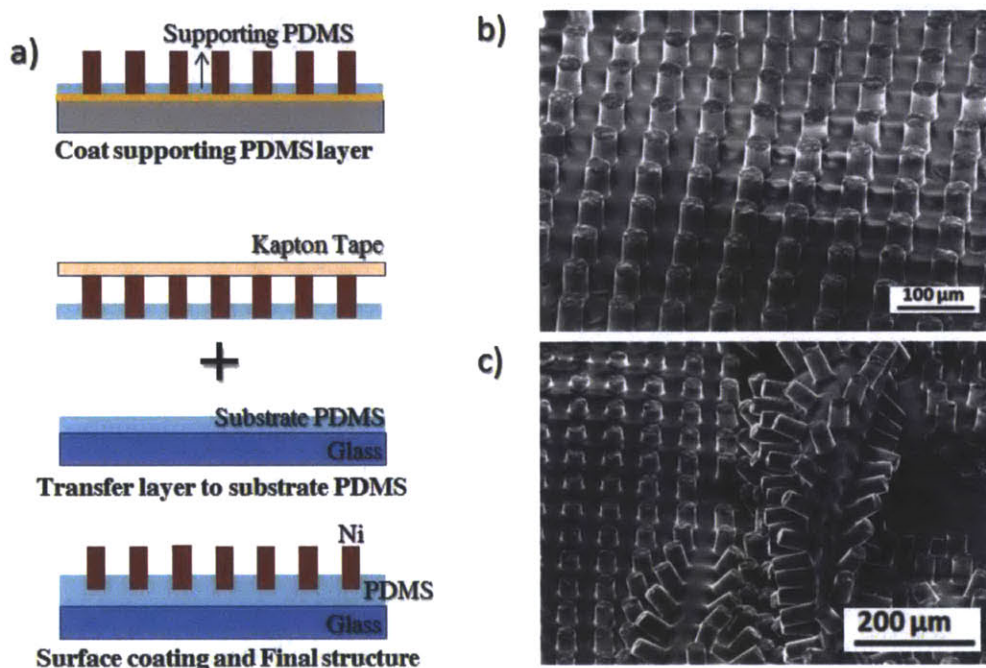 a)
Supporting PDMS
Coat supporting PDMS layer
Kapton Tape
+
Substrate PDMS
Glass
Transfer layer to substrate PDMS
Ni
PDMS
Glass
Surface coating and Final structure
b)
100 µm
c)
200 µm